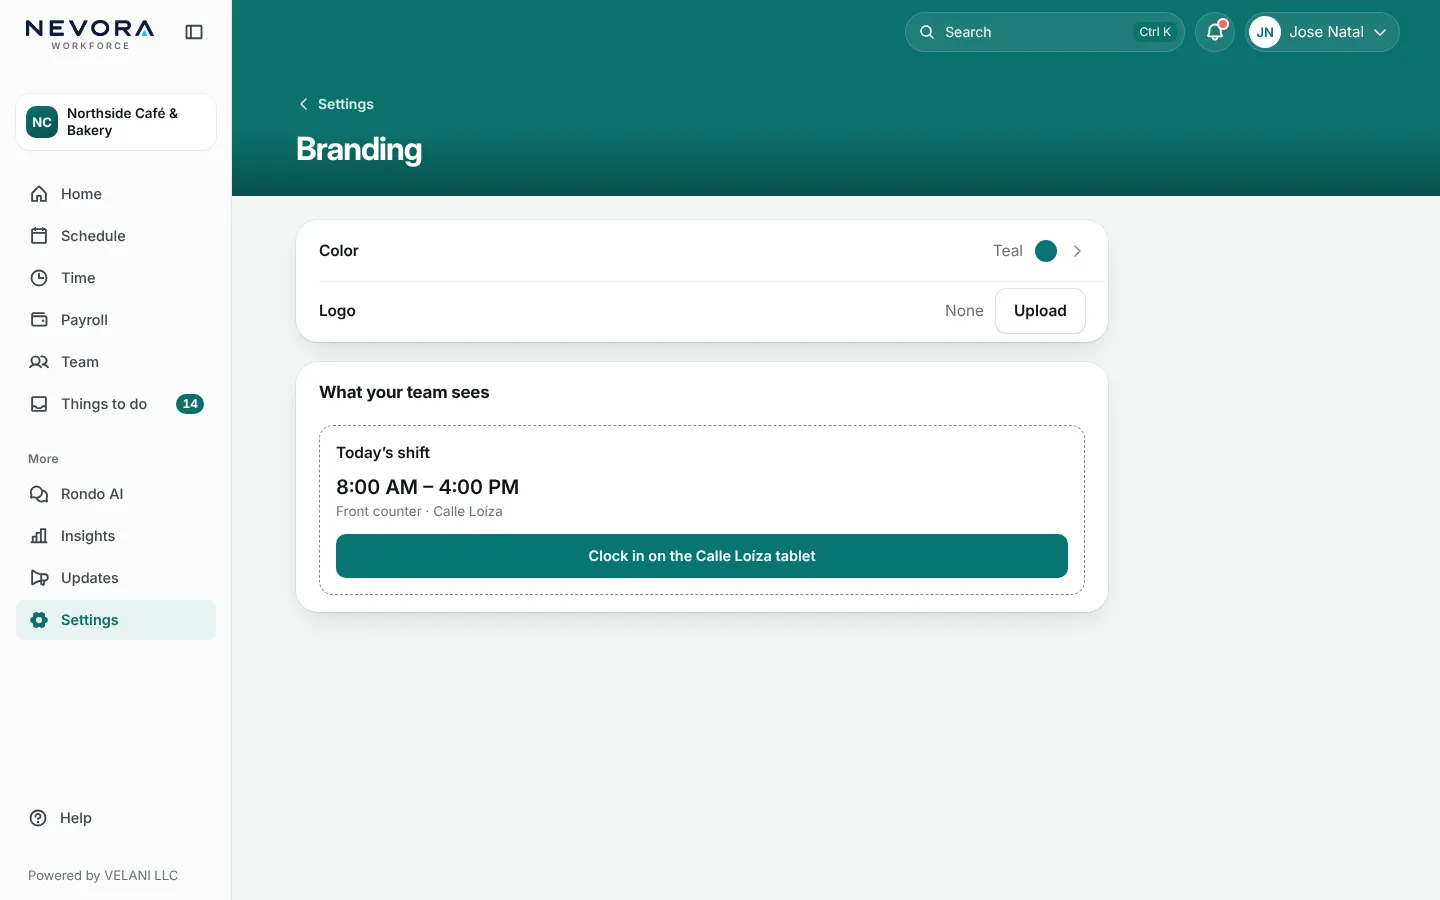 NEVORA
WORKFORCE
Search
Ctrl K
JN
Jose Natal
NC
Northside Café &
Bakery
Settings
Branding
Home
Schedule
Time
Payroll
Team
Things to do
14
More
Rondo AI
Insights
Updates
Settings
Help
Powered by VELANI LLC
Color
Teal
Logo
None
Upload
What your team sees
Today’s shift
8:00 AM – 4:00 PM
Front counter · Calle Loíza
Clock in on the Calle Loíza tablet